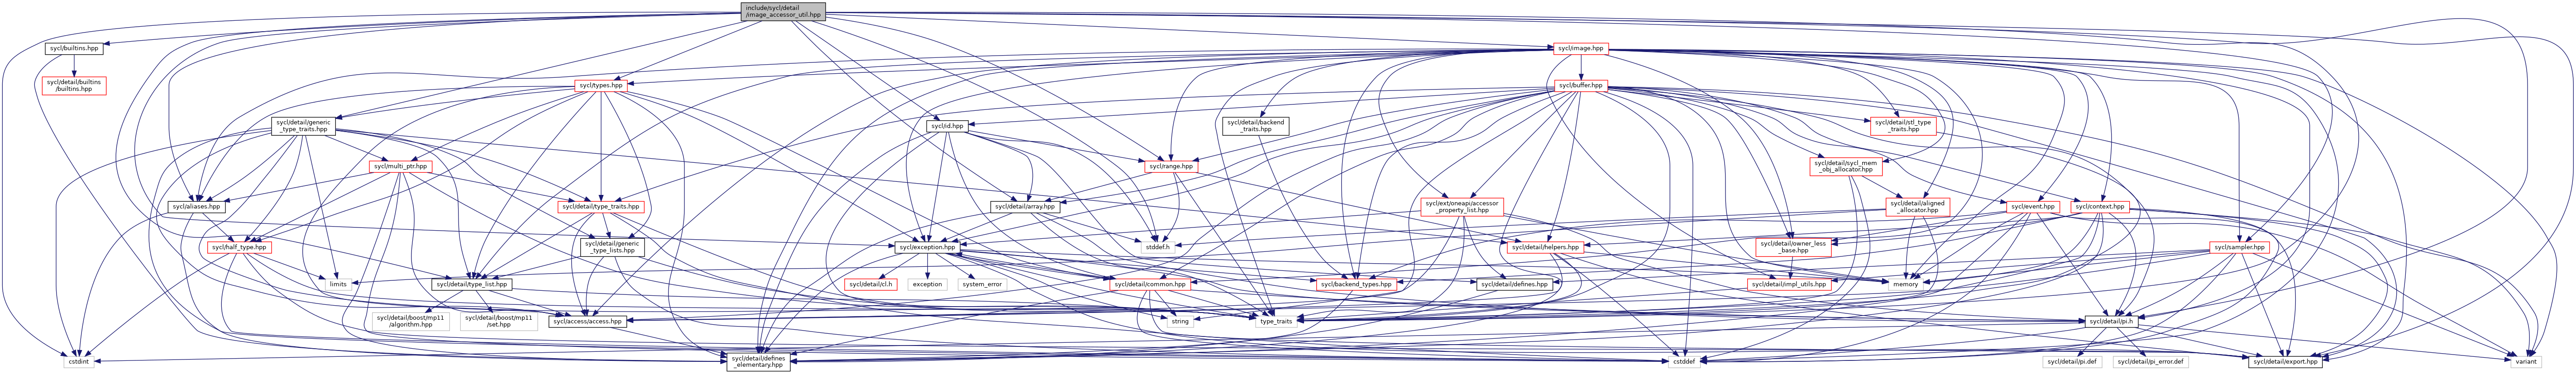 include/sycl/detail
/image_accessor_util.hpp
sycl/builtins.hpp
sycl/image.hpp
sycl/detail/builtins
/builtins.hpp
sycl/types.hpp
sycl/buffer.hpp
sycl/detail/generic
_type_traits.hpp
sycl/id.hpp
sycl/detail/backend
_traits.hpp
sycl/detail/stl_type
_traits.hpp
sycl/multi_ptr.hpp
sycl/range.hpp
sycl/detail/sycl_mem
_obj_allocator.hpp
sycl/aliases.hpp
sycl/detail/type_traits.hpp
sycl/detail/array.hpp
sycl/ext/oneapi/accessor
_property_list.hpp
sycl/detail/aligned
_allocator.hpp
sycl/event.hpp
sycl/context.hpp
sycl/half_type.hpp
sycl/detail/generic
_type_lists.hpp
sycl/exception.hpp
stddef.h
sycl/detail/helpers.hpp
sycl/detail/owner_less
_base.hpp
sycl/sampler.hpp
limits
sycl/detail/type_list.hpp
sycl/detail/cl.h
exception
system_error
sycl/detail/common.hpp
sycl/backend_types.hpp
sycl/detail/defines.hpp
sycl/detail/impl_utils.hpp
memory
sycl/detail/boost/mp11
/algorithm.hpp
sycl/detail/boost/mp11
/set.hpp
sycl/access/access.hpp
string
type_traits
sycl/detail/pi.h
cstdint
sycl/detail/defines
_elementary.hpp
cstddef
sycl/detail/pi.def
sycl/detail/pi_error.def
sycl/detail/export.hpp
variant